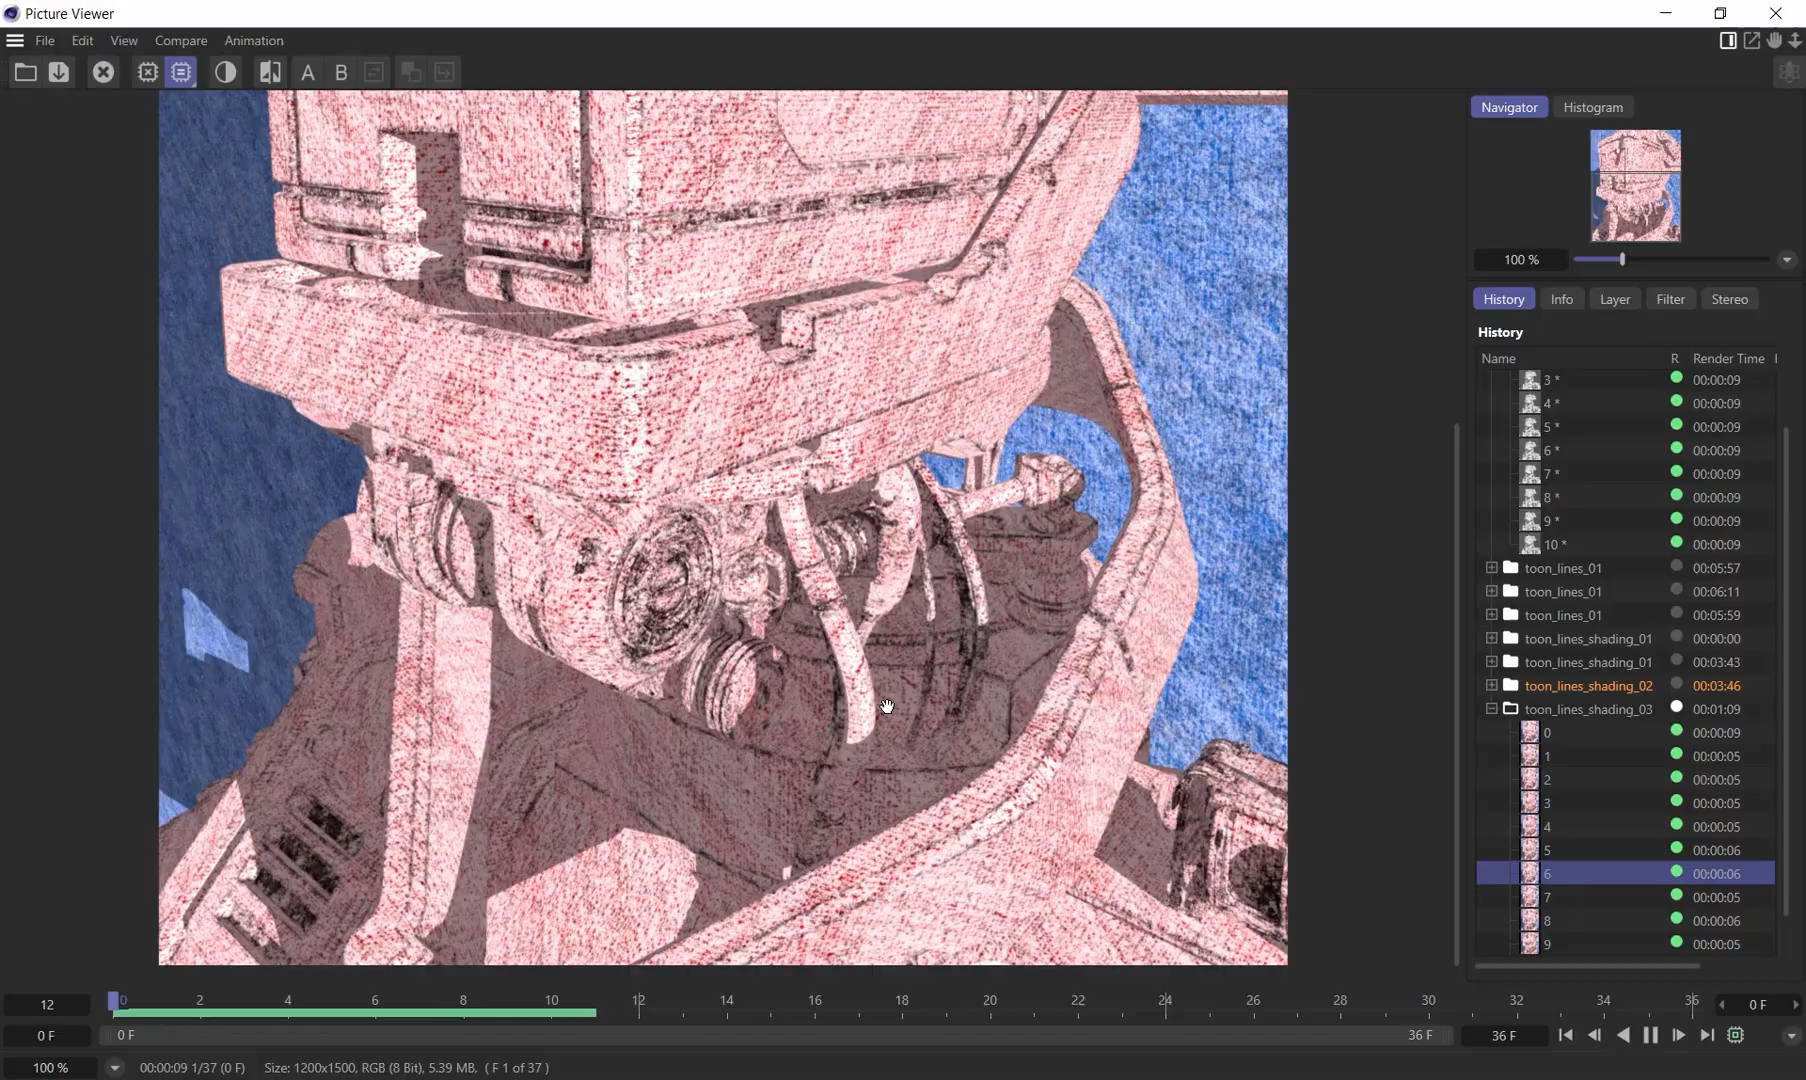 Picture Viewer
File Edit View Compare Animation
A B
Navigator Histogram
100 %
History Info Layer Filter Stereo
History
Name R Render Time
3 * 00:00:09
4 * 00:00:09
5 * 00:00:09
6 * 00:00:09
7 * 00:00:09
8 * 00:00:09
9 * 00:00:09
10 * 00:00:09
toon_lines_01 00:05:57
toon_lines_01 00:06:11
toon_lines_01 00:05:59
toon_lines_shading_01 00:00:00
toon_lines_shading_01 00:03:43
toon_lines_shading_02 00:03:46
toon_lines_shading_03 00:01:09
0 00:00:09
1 00:00:05
2 00:00:05
3 00:00:05
4 00:00:05
5 00:00:06
6 00:00:06
7 00:00:05
8 00:00:06
9 00:00:05
12 0 2 4 6 8 10 12 14 16 18 20 22 24 26 28 30 32 34 36 0 F
0 F 0 F 36 F 36 F
100 % 00:00:09 1/37 (0 F) Size: 1200x1500, RGB (8 Bit), 5.39 MB, ( F 1 of 37 )